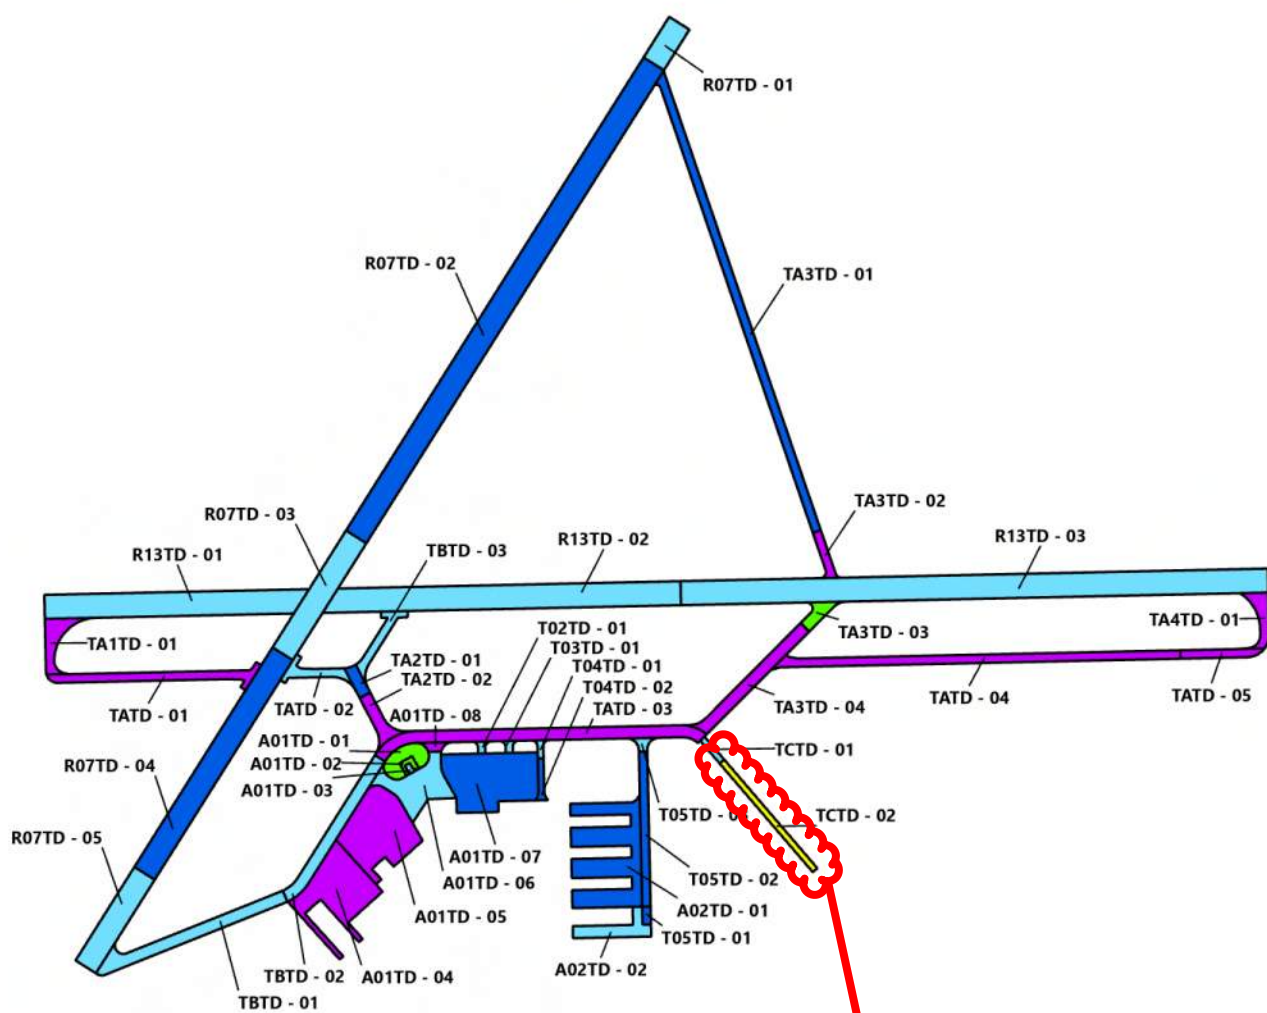 R07TD - 01
R07TD - 02
TA3TD - 01
TA3TD - 02
R07TD - 03
R13TD - 01
TBTD - 03
R13TD - 02
R13TD - 03
TA1TD - 01
T02TD - 01
T03TD - 01
TA3TD - 03
TA4TD - 01
TA2TD - 01
T04TD - 01
TA2TD - 02
T04TD - 02
TATD - 01
TATD - 02
A01TD - 08
TATD - 03
TA3TD - 04
TATD - 04
TATD - 05
A01TD - 01
A01TD - 02
A01TD - 03
TCTD - 01
R07TD - 04
T05TD - 03
TCTD - 02
R07TD - 05
A01TD - 07
A01TD - 06
T05TD - 02
A01TD - 05
A02TD - 01
T05TD - 01
TBTD - 02
A01TD - 04
A02TD - 02
TBTD - 01